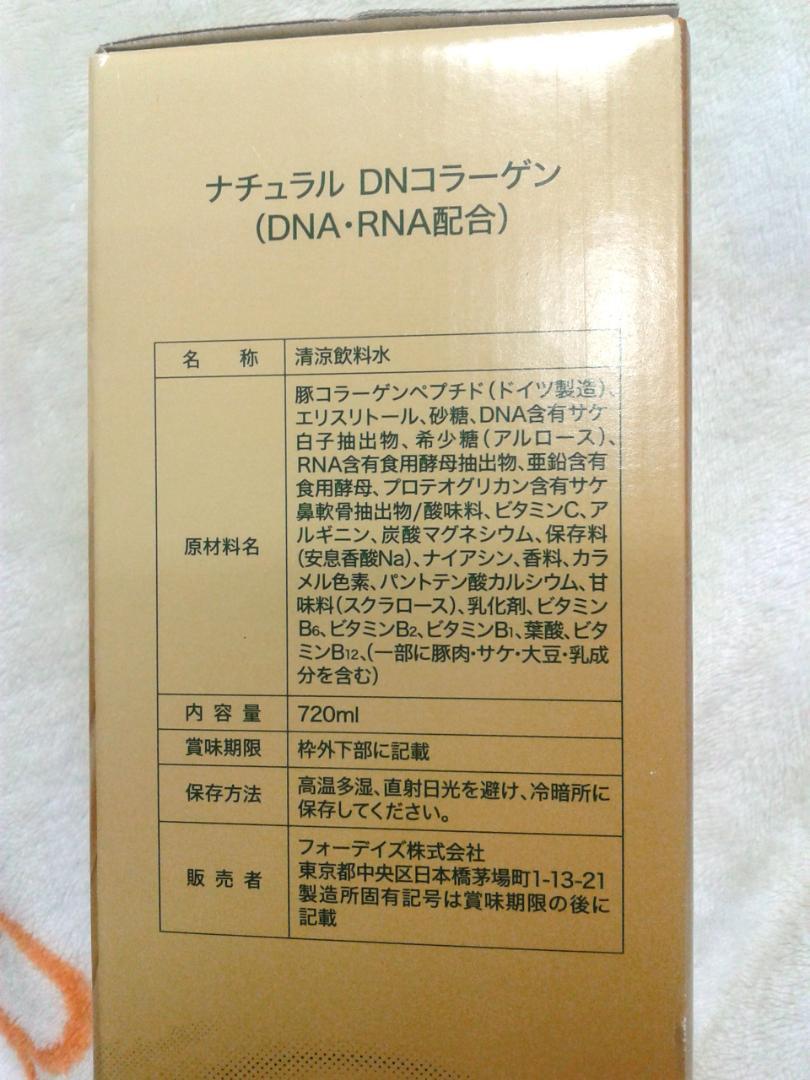 ナチュラル DNコラーゲン
(DNA・RNA配合)
名称 清涼飲料水
原材料名
豚コラーゲンペプチド(ドイツ製造)、
エリスリトール、砂糖、DNA含有サケ
白子抽出物、希少糖(アルロース)、
RNA含有食用酵母抽出物、亜鉛含有
食用酵母、プロテオグリカン含有サケ
鼻軟骨抽出物/酸味料、ビタミンC、ア
ルギニン、炭酸マグネシウム、保存料
(安息香酸Na)、ナイアシン、香料、カラ
メル色素、パントテン酸カルシウム、甘
味料(スクラロース)、乳化剤、ビタミン
B6、ビタミンB2、ビタミンB1、葉酸、ビタ
ミンB12、(一部に豚肉・サケ・大豆・乳成
分を含む)
内容量 720ml
賞味期限 枠外下部に記載
保存方法
高温多湿、直射日光を避け、冷暗所に
保存してください。
販売者
フォーデイズ株式会社
東京都中央区日本橋茅場町1-13-21
製造所固有記号は賞味期限の後に
記載